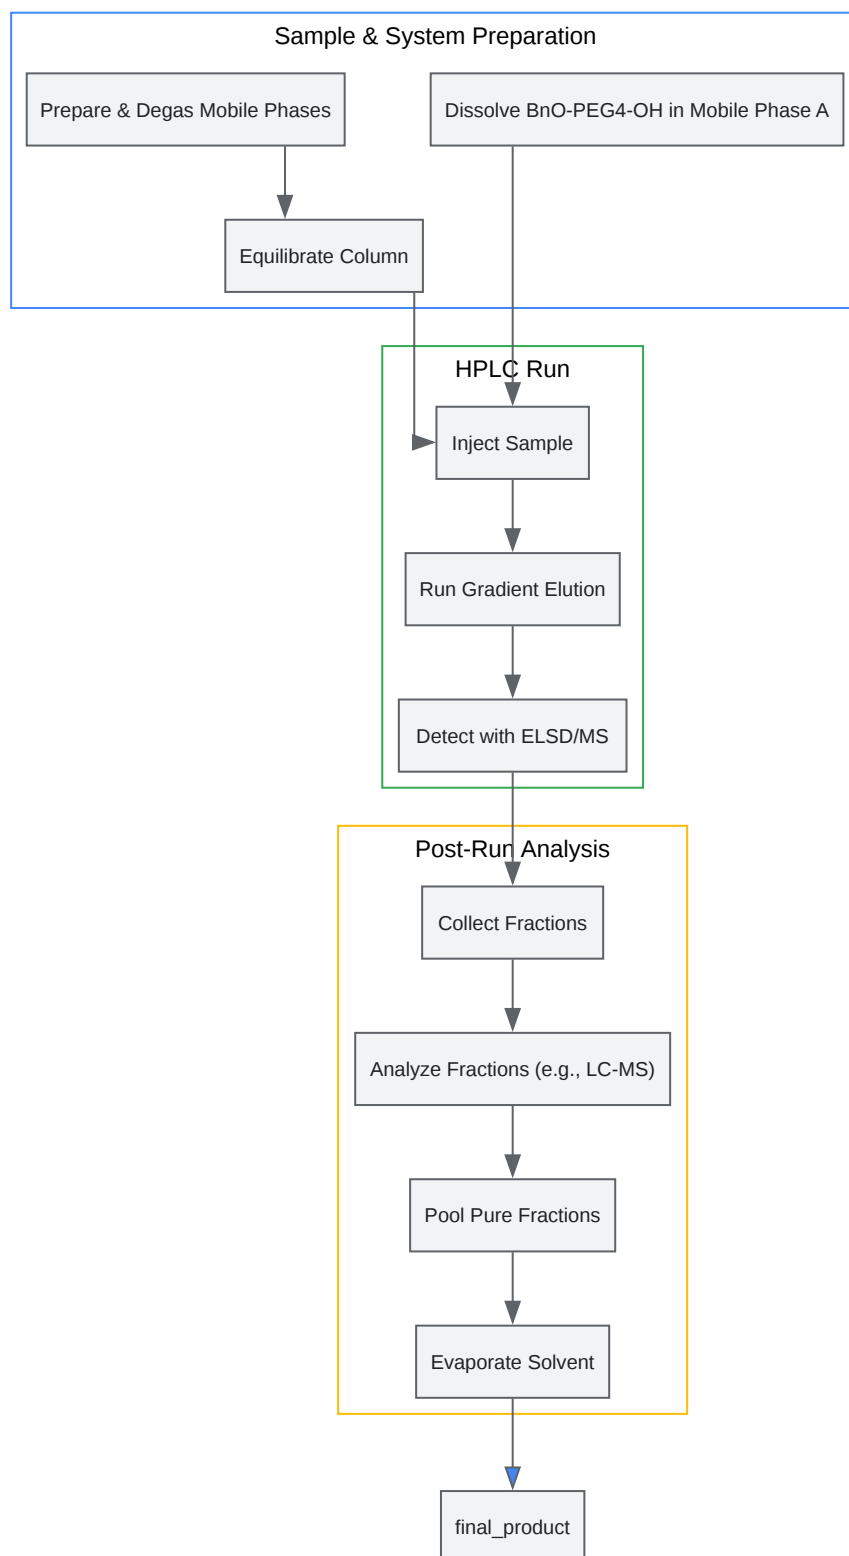 Sample & System Preparation
Prepare & Degas Mobile Phases
Dissolve BnO-PEG4-OH in Mobile Phase A
Equilibrate Column
HPLC Run
Inject Sample
Run Gradient Elution
Detect with ELSD/MS
Post-Run Analysis
Collect Fractions
Analyze Fractions (e.g., LC-MS)
Pool Pure Fractions
Evaporate Solvent
final_product